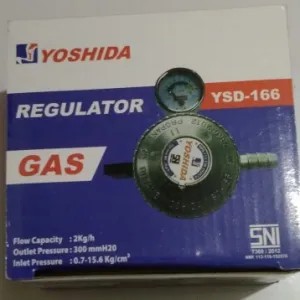 YOSHIDA
REGULATOR
YSD-166
GAS
YOSHIDA
Flow Capacity : 2Kg/h
Outlet Pressure : 300 mmH20
Inlet Pressure : 0.7-15.6 Kg/cm²
SNI